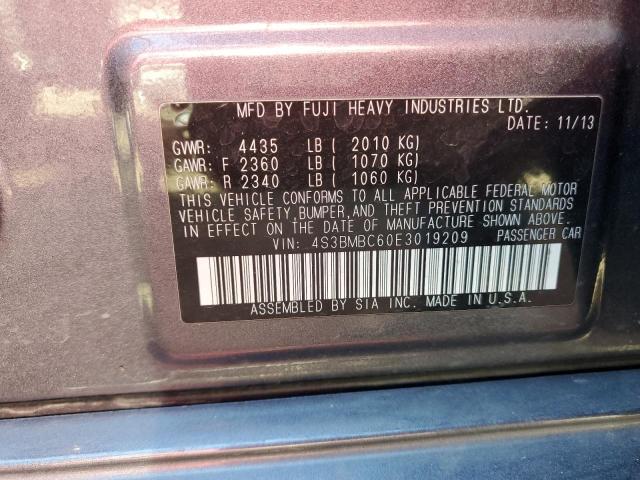 MFD BY FUJI HEAVY INDUSTRIES LTD.
DATE: 11/13
GVWR: 4435 LB ( 2010 KG)
GAWR: F 2360 LB ( 1070 KG)
GAWR: R 2340 LB ( 1060 KG)
THIS VEHICLE CONFORMS TO ALL APPLICABLE FEDERAL MOTOR
VEHICLE SAFETY,BUMPER,AND THEFT PREVENTION STANDARDS
IN EFFECT ON THE DATE OF MANUFACTURE SHOWN ABOVE.
VIN: 4S3BMBC60E3019209 PASSENGER CAR
ASSEMBLED BY SIA INC. MADE IN U.S.A.